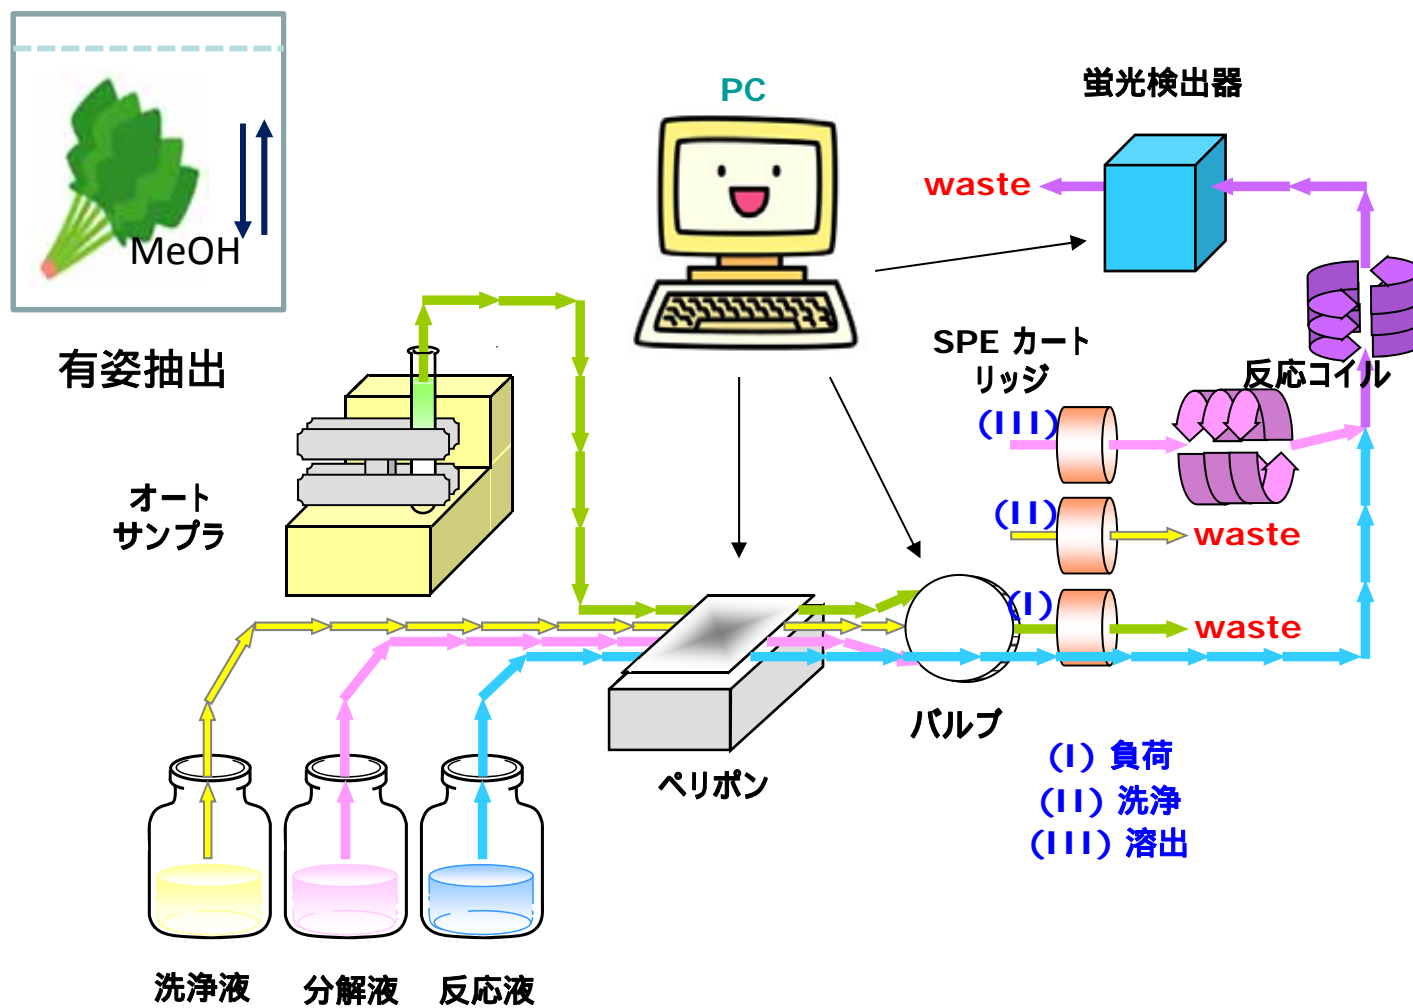 PC
蛍光検出器
waste
MeOH
有姿抽出
SPE カート
リッジ
反応コイル
(III)
オート
サンプラ
(II)
waste
(I)
waste
バルブ
ペリポン
(I) 負荷
(II) 洗浄
(III) 溶出
洗浄液
分解液
反応液